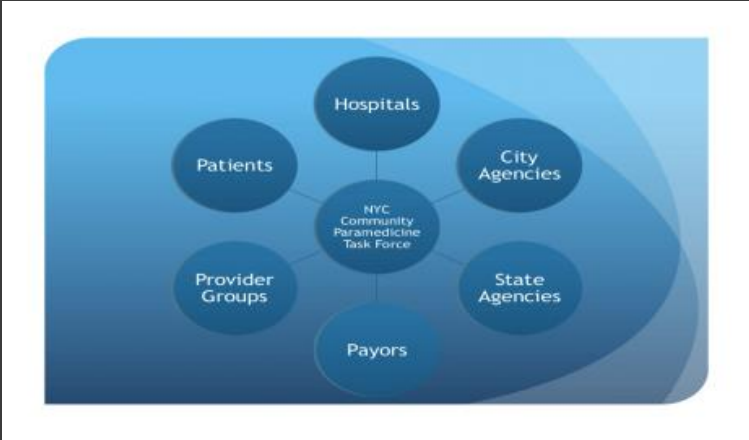 Hospitals
City
Agencies
State
Agencies
Payors
Provider
Groups
Patients
NYC
Community
Paramedicine
Task Force